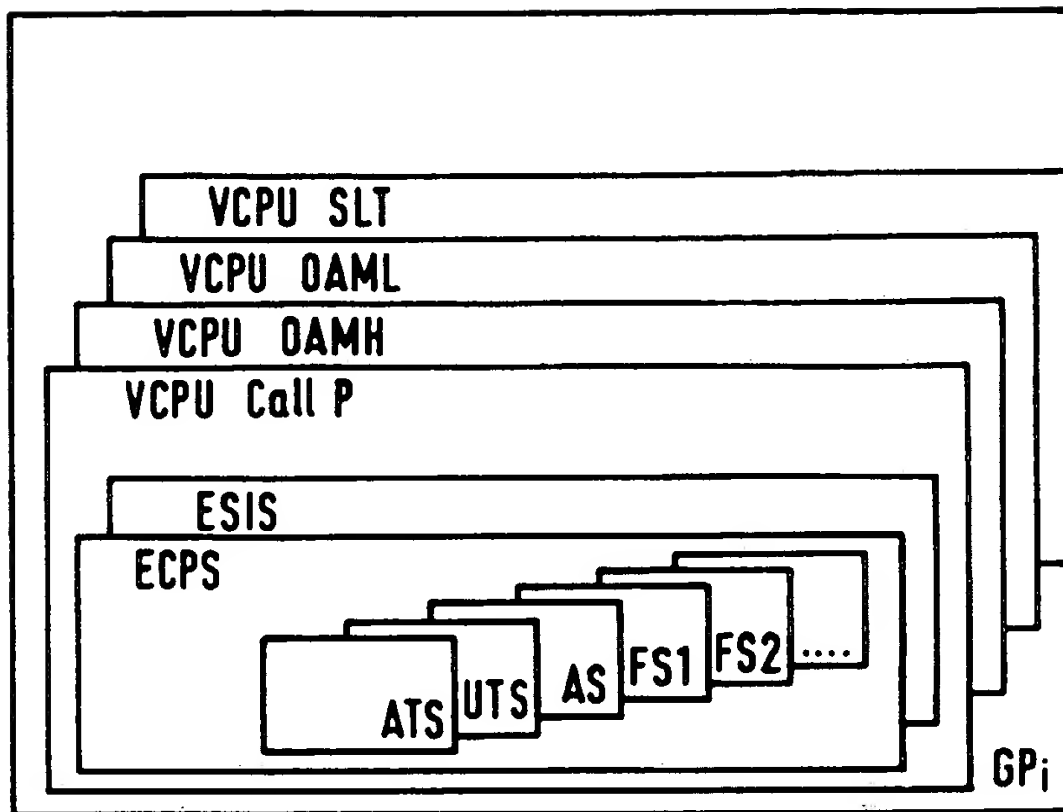 VCPU SLT
VCPU OAML
VCPU OAMH
VCPU Call P
ESIS
ECPS
ATS
UTS
AS
FS1
FS2
....
GPi